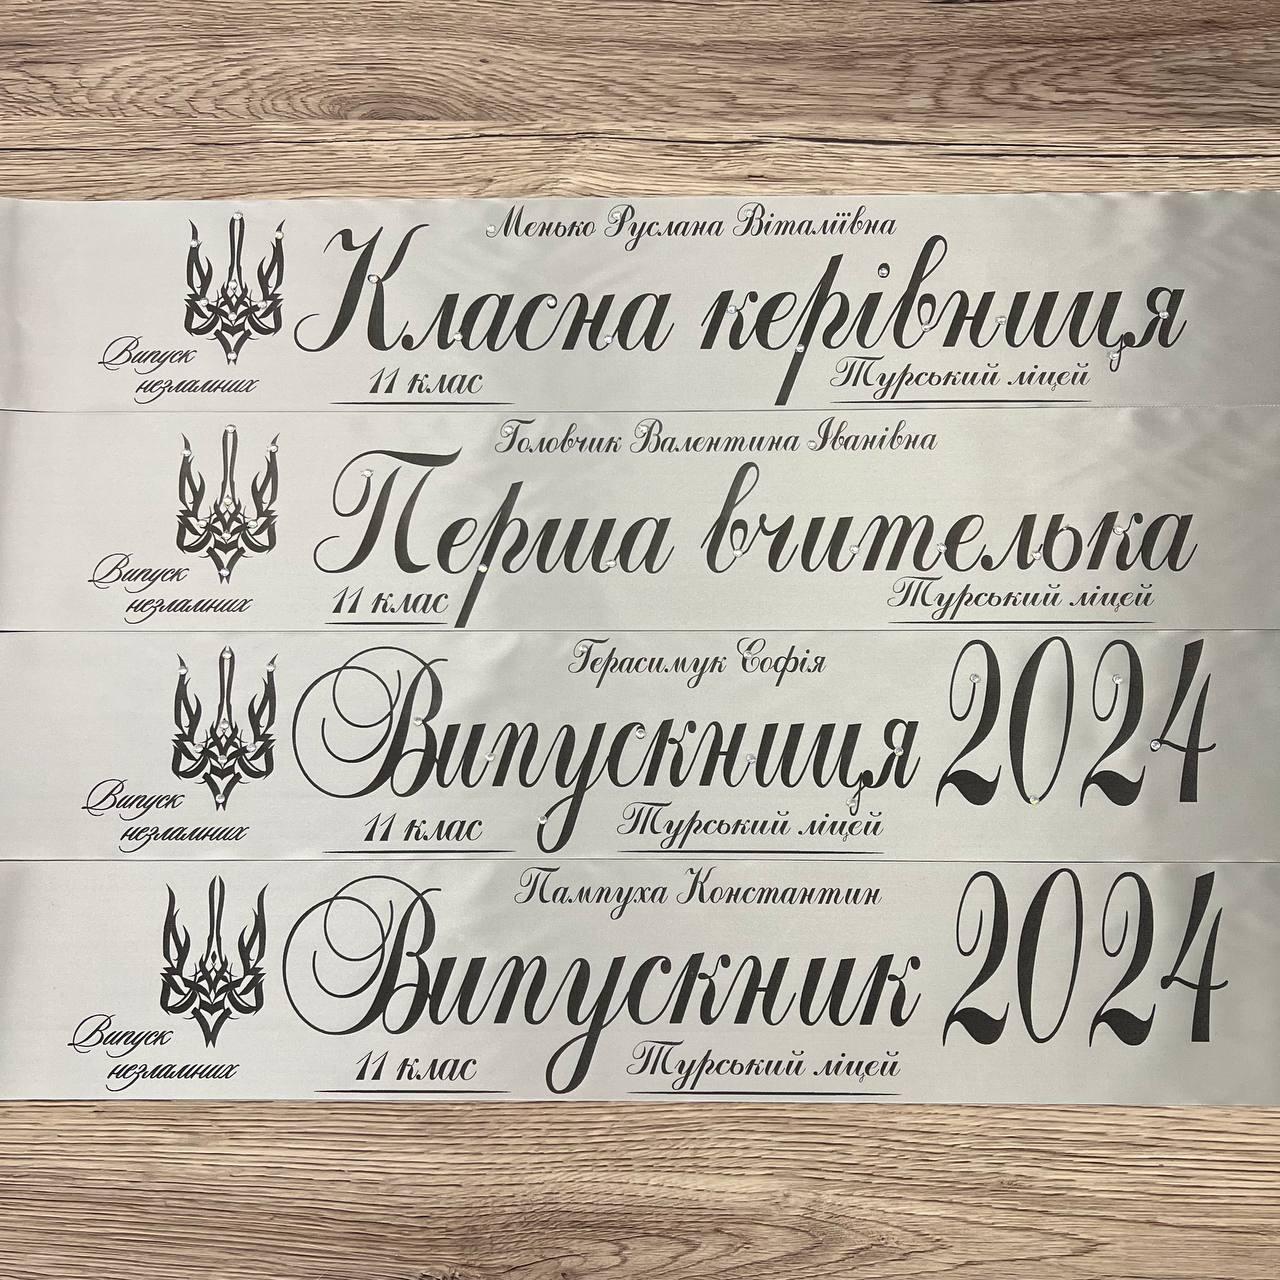 Менько Руслана Віталіївна
Класна керівниця
Випуск
незламних
11 клас
Турський ліцей
Головчик Валентина Іванівна
Перша вчителька
Випуск
незламних
11 клас
Турський ліцей
Герасимук Софія
Випускниця 2024
Випуск
незламних
11 клас
Турський ліцей
Пампуха Константин
Випускник 2024
Випуск
незламних
11 клас
Турський ліцей